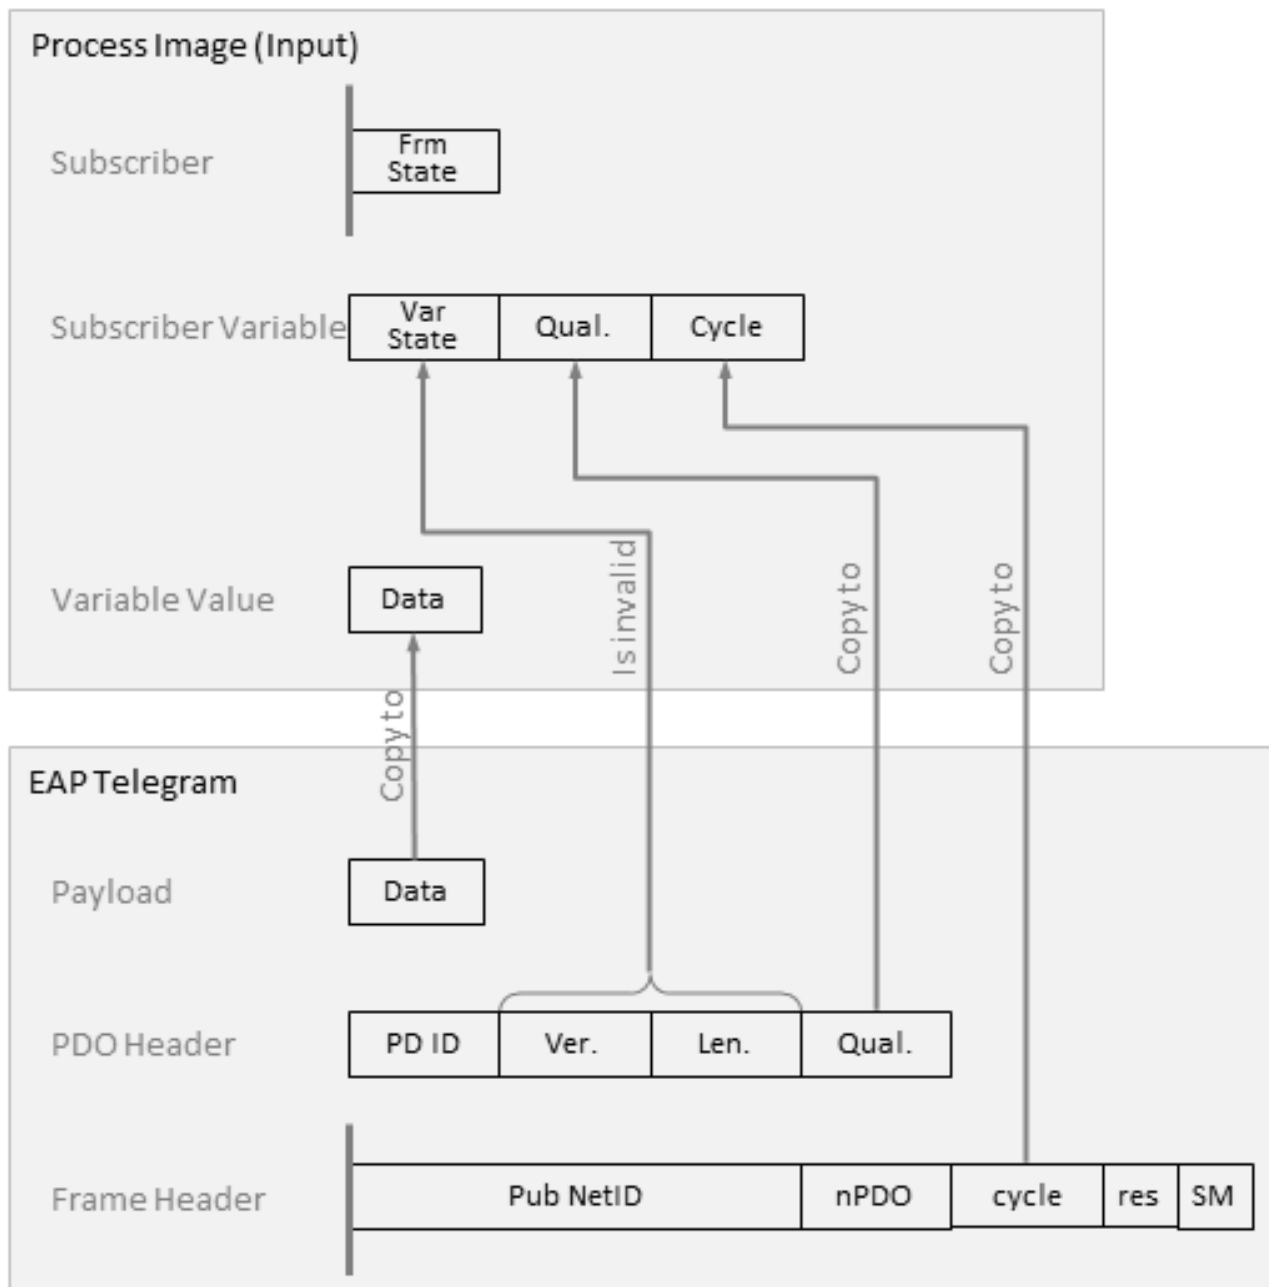 Process Image (Input)
Subscriber
Frm
State
Subscriber Variable
Var
State
Qual.
Cycle
Variable Value
Data
Is invalid
Copy to
Copy to
Copy to
EAP Telegram
Payload
Data
PDO Header
PD ID
Ver.
Len.
Qual.
Frame Header
Pub NetID
nPDO
cycle
res
SM